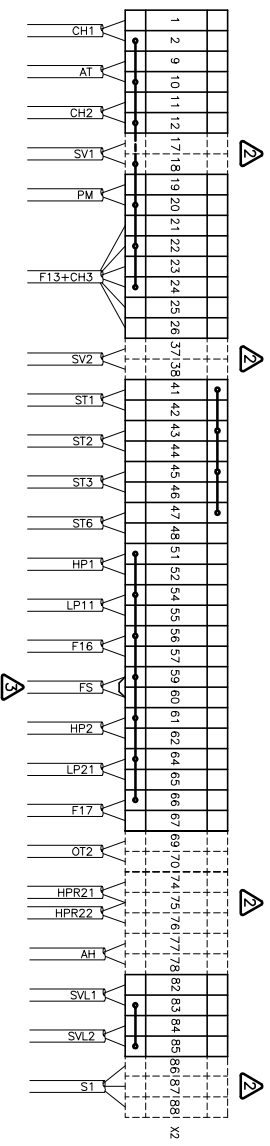 CH1
AT
CH2
SV1
PM
F13+CH3
SV2
ST1
ST2
ST3
ST6
HP1
LP11
F16
FS
HP2
LP21
F17
OT2
HPR21
HPR22
AH
SVL1
SVL2
S1
3
1
2
9
10
11
12
17
18
19
20
21
22
23
24
25
26
37
38
41
42
43
44
45
46
47
48
51
52
54
55
56
57
59
60
61
62
64
65
66
67
69
70
74
75
76
77
78
82
83
84
85
86
87
88
X2
2
2
2
2